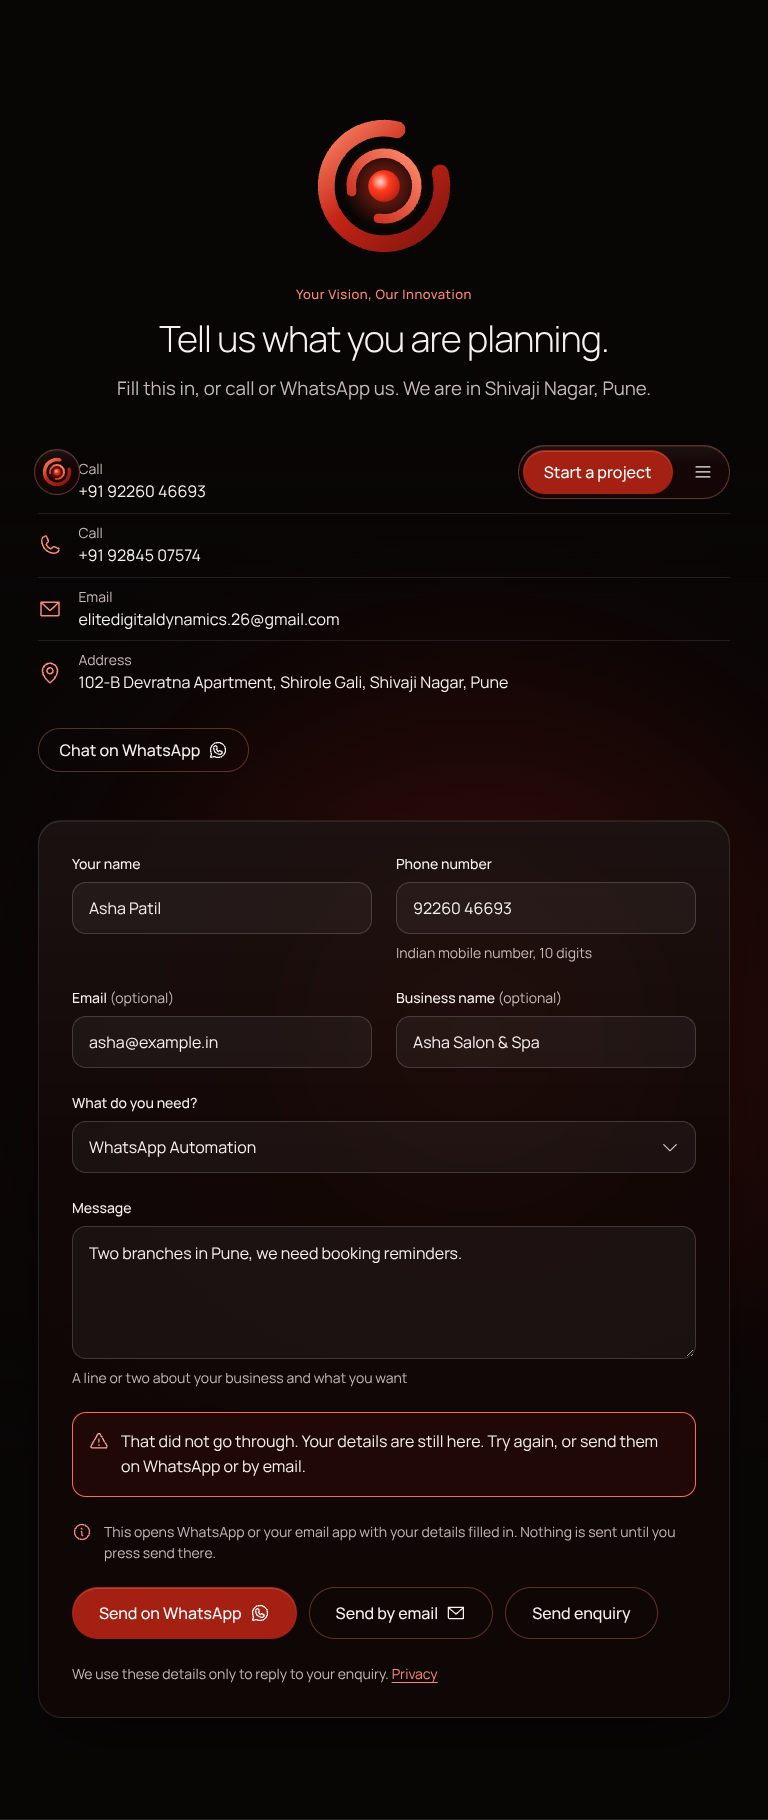 Your Vision, Our Innovation
Tell us what you are planning.
Fill this in, or call or WhatsApp us. We are in Shivaji Nagar, Pune.
Call
+91 92260 46693
Start a project
Call
+91 92845 07574
Email
elitedigitaldynamics.26@gmail.com
Address
102-B Devratna Apartment, Shirole Gali, Shivaji Nagar, Pune
Chat on WhatsApp
Your name
Phone number
Asha Patil
92260 46693
Indian mobile number, 10 digits
Email (optional)
Business name (optional)
asha@example.in
Asha Salon & Spa
What do you need?
WhatsApp Automation
Message
Two branches in Pune, we need booking reminders.
A line or two about your business and what you want
That did not go through. Your details are still here. Try again, or send them
on WhatsApp or by email.
This opens WhatsApp or your email app with your details filled in. Nothing is sent until you
press send there.
Send on WhatsApp
Send by email
Send enquiry
We use these details only to reply to your enquiry. Privacy